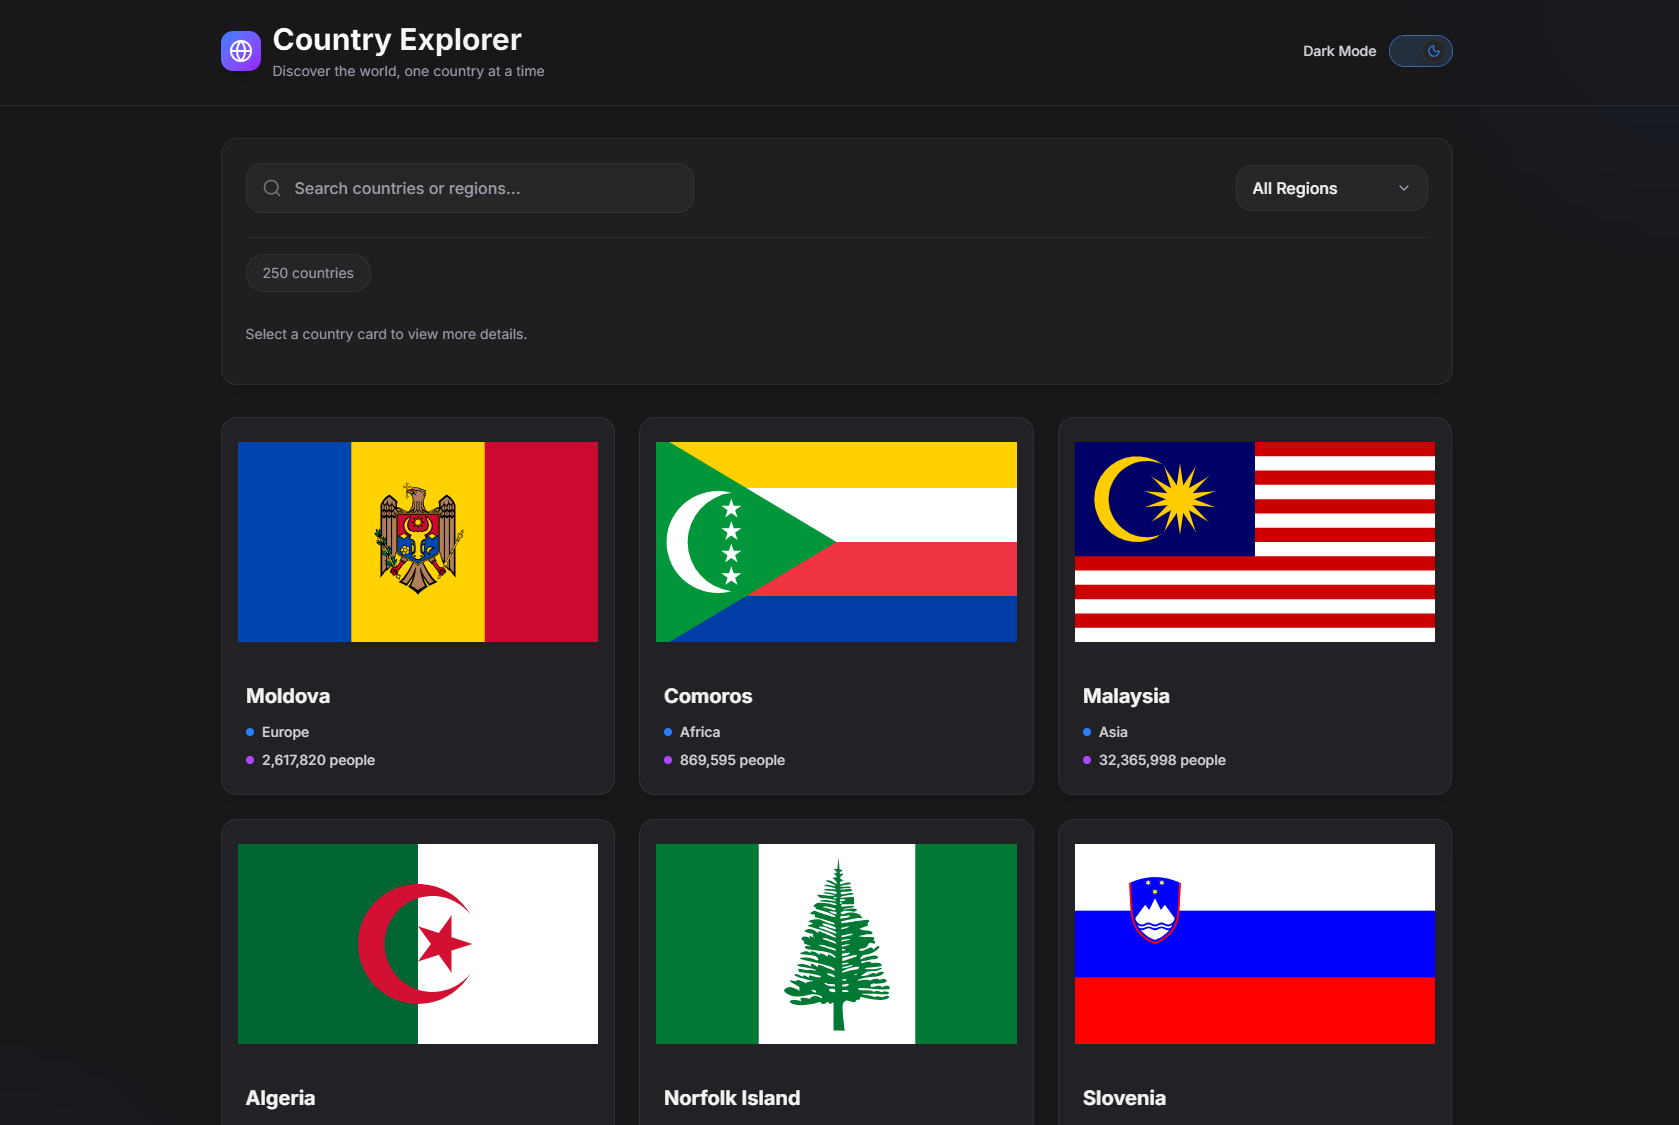 Country Explorer
Discover the world, one country at a time
Dark Mode
Search countries or regions...
All Regions
250 countries
Select a country card to view more details.
Moldova
Europe
2,617,820 people
Comoros
Africa
869,595 people
Malaysia
Asia
32,365,998 people
Algeria
Norfolk Island
Slovenia